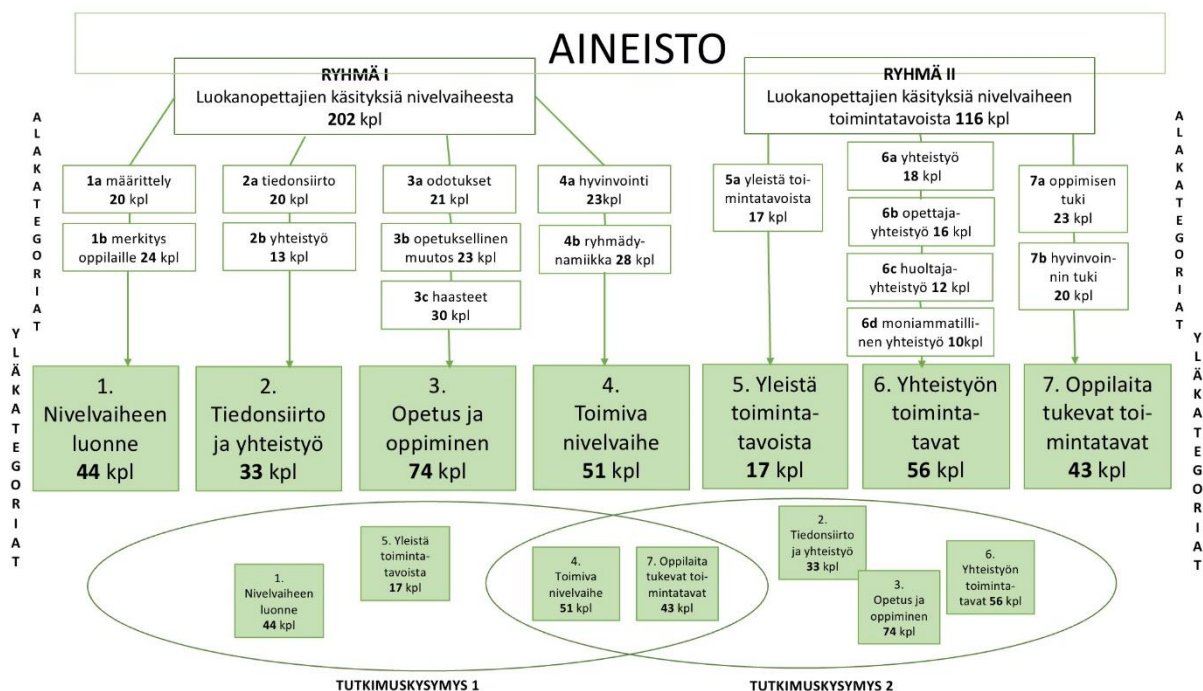 AINEISTO
RYHMÄ I
Luokanopettajien käsityksiä nivelvaiheesta
202 kpl
RYHMÄ II
Luokanopettajien käsityksiä nivelvaiheen
toimintatavoista 116 kpl
ALAKATEGORIAT
ALAKATEGORIAT
1a määrittely
20 kpl
1b merkitys
oppilaille 24 kpl
2a tiedonsiirto
20 kpl
2b yhteistyö
13 kpl
3a odotukset
21 kpl
3b opetuksellinen
muutos 23 kpl
3c haasteet
30 kpl
4a hyvinvointi
23kpl
4b ryhmädy-
namiikka 28 kpl
5a yleistä toi-
mintatavoista
17 kpl
6a yhteistyö
18 kpl
6b opettaja-
yhteistyö 16 kpl
6c huoltaja-
yhteistyö 12 kpl
6d moniammatilli-
nen yhteistyö 10kpl
7a oppimisen
tuki
23 kpl
7b hyvinvoin-
nin tuki
20 kpl
YLÄKATEGORIAT
YLÄKATEGORIAT
1.
Nivelvaiheen
luonne
44 kpl
2.
Tiedonsiirto
ja yhteistyö
33 kpl
3.
Opetus ja
oppiminen
74 kpl
4.
Toimiva
nivelvaihe
51 kpl
5. Yleistä
toiminta-
tavoista
17 kpl
6. Yhteistyön
toiminta-
tavat
56 kpl
7. Oppilaita
tukevat toi-
mintatavat
43 kpl
1.
Nivelvaiheen
luonne
44 kpl
5. Yleistä
toiminta-
tavoista
17 kpl
4.
Toimiva
nivelvaihe
51 kpl
7. Oppilaita
tukevat toi-
mintatavat
43 kpl
2.
Tiedonsiirto
ja yhteistyö
33 kpl
3.
Opetus ja
oppiminen
74 kpl
6.
Yhteistyön
toiminta-
tavat 56 kpl
TUTKIMUSKYSYMYS 1
TUTKIMUSKYSYMYS 2